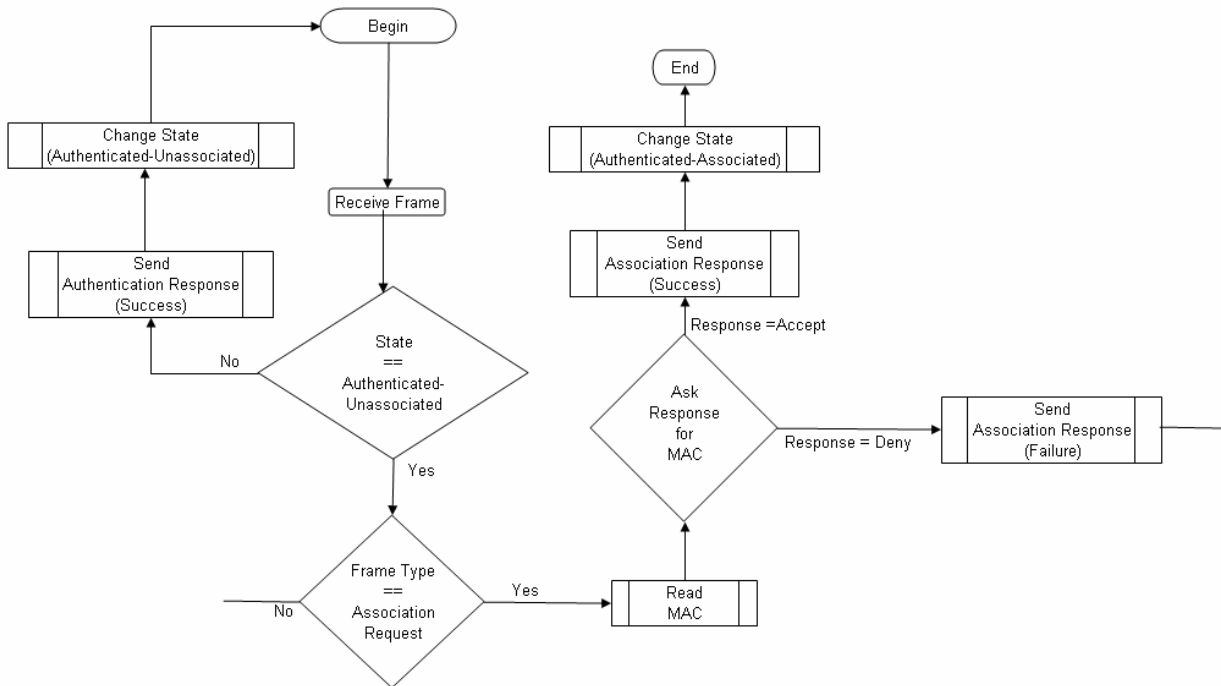 Begin
End
Change State
(Authenticated-Unassociated)
Change State
(Authenticated-Associated)
Receive Frame
Send
Authentication Response
(Success)
Send
Association Response
(Success)
Response =Accept
No
State
==
Authenticated-
Unassociated
Yes
Ask
Response
for
MAC
Response = Deny
Send
Association Response
(Failure)
Frame Type
==
Association
Request
No
Yes
Read
MAC